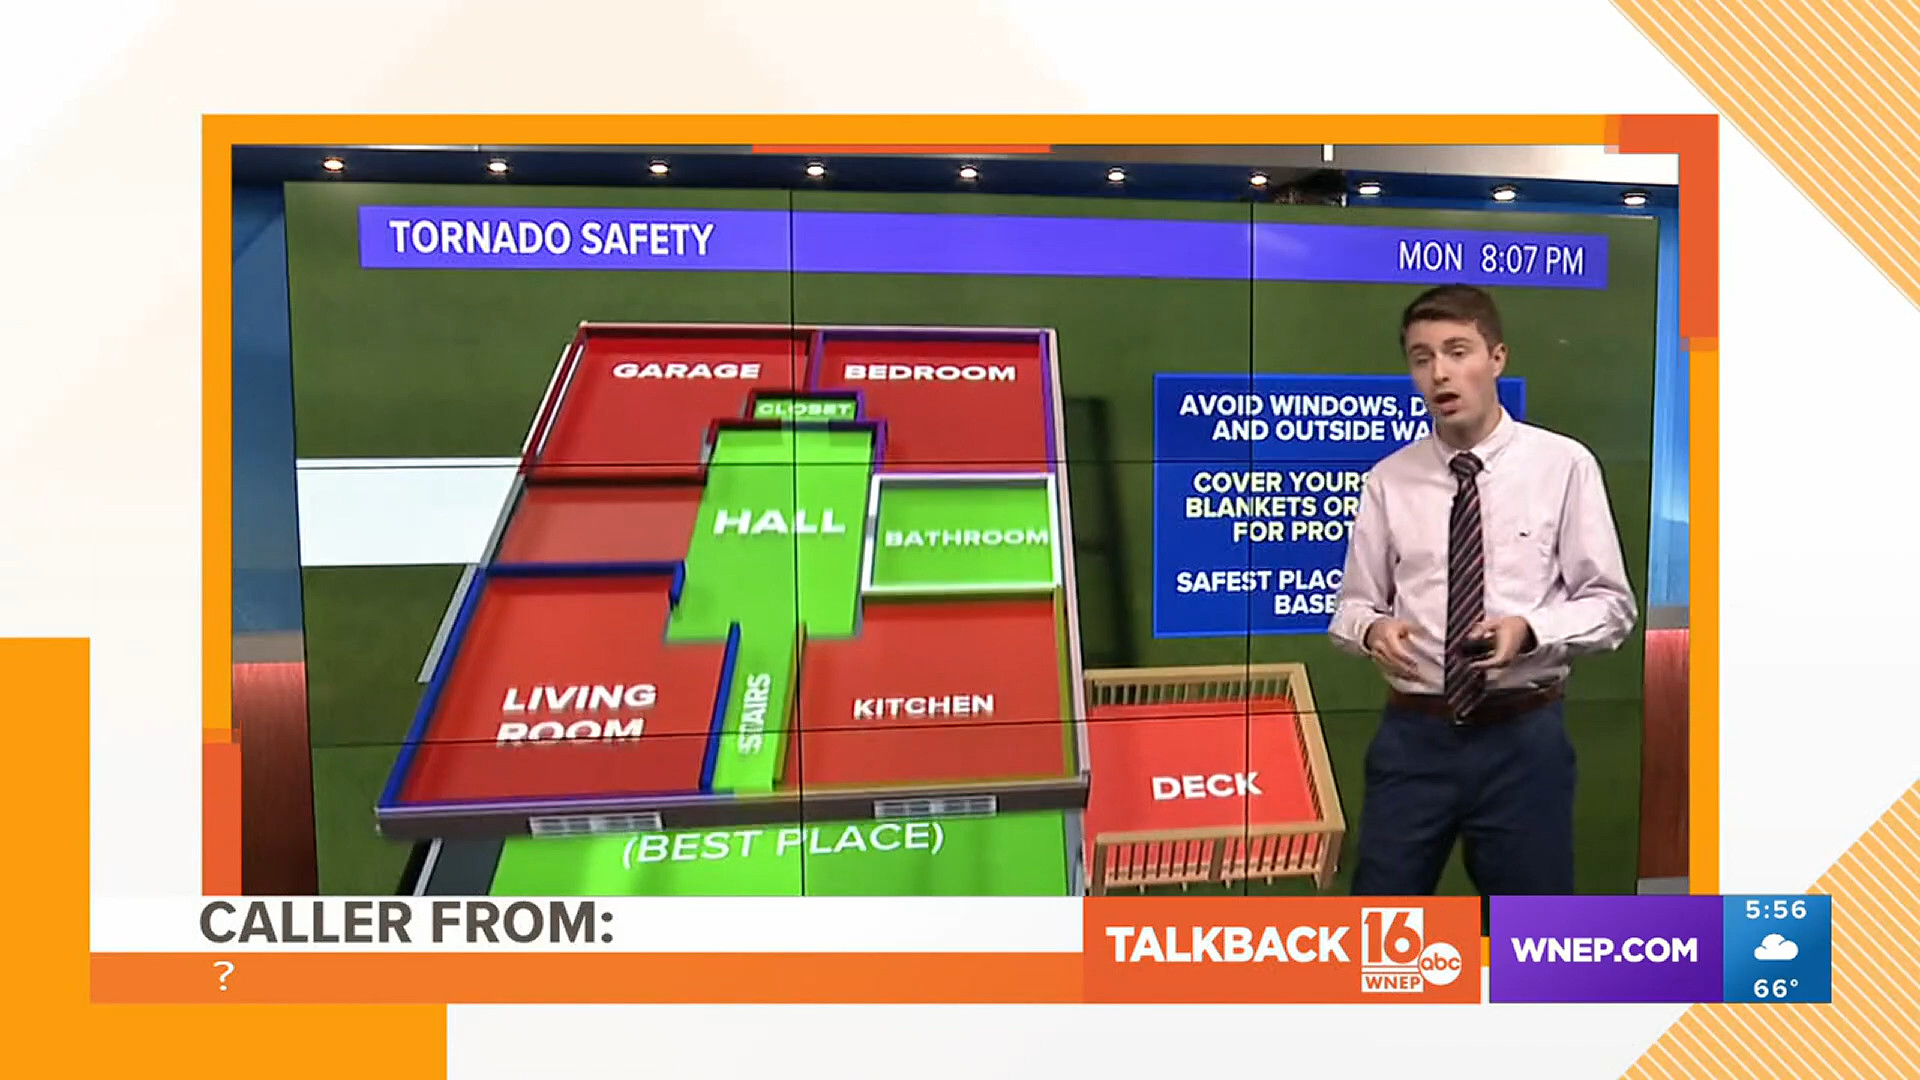 TORNADO SAFETY
MON 8:07 PM
GARAGE
BEDROOM
CLOSET
HALL
BATHROOM
LIVING
ROOM
STAIRS
KITCHEN
DECK
(BEST PLACE)
AVOID WINDOWS,
AND OUTSIDE
COVER
BLANKETS OR
FOR
SAFEST
CALLER FROM:
?
TALKBACK 16
WNEP
abc
WNEP.COM
5:56
66°